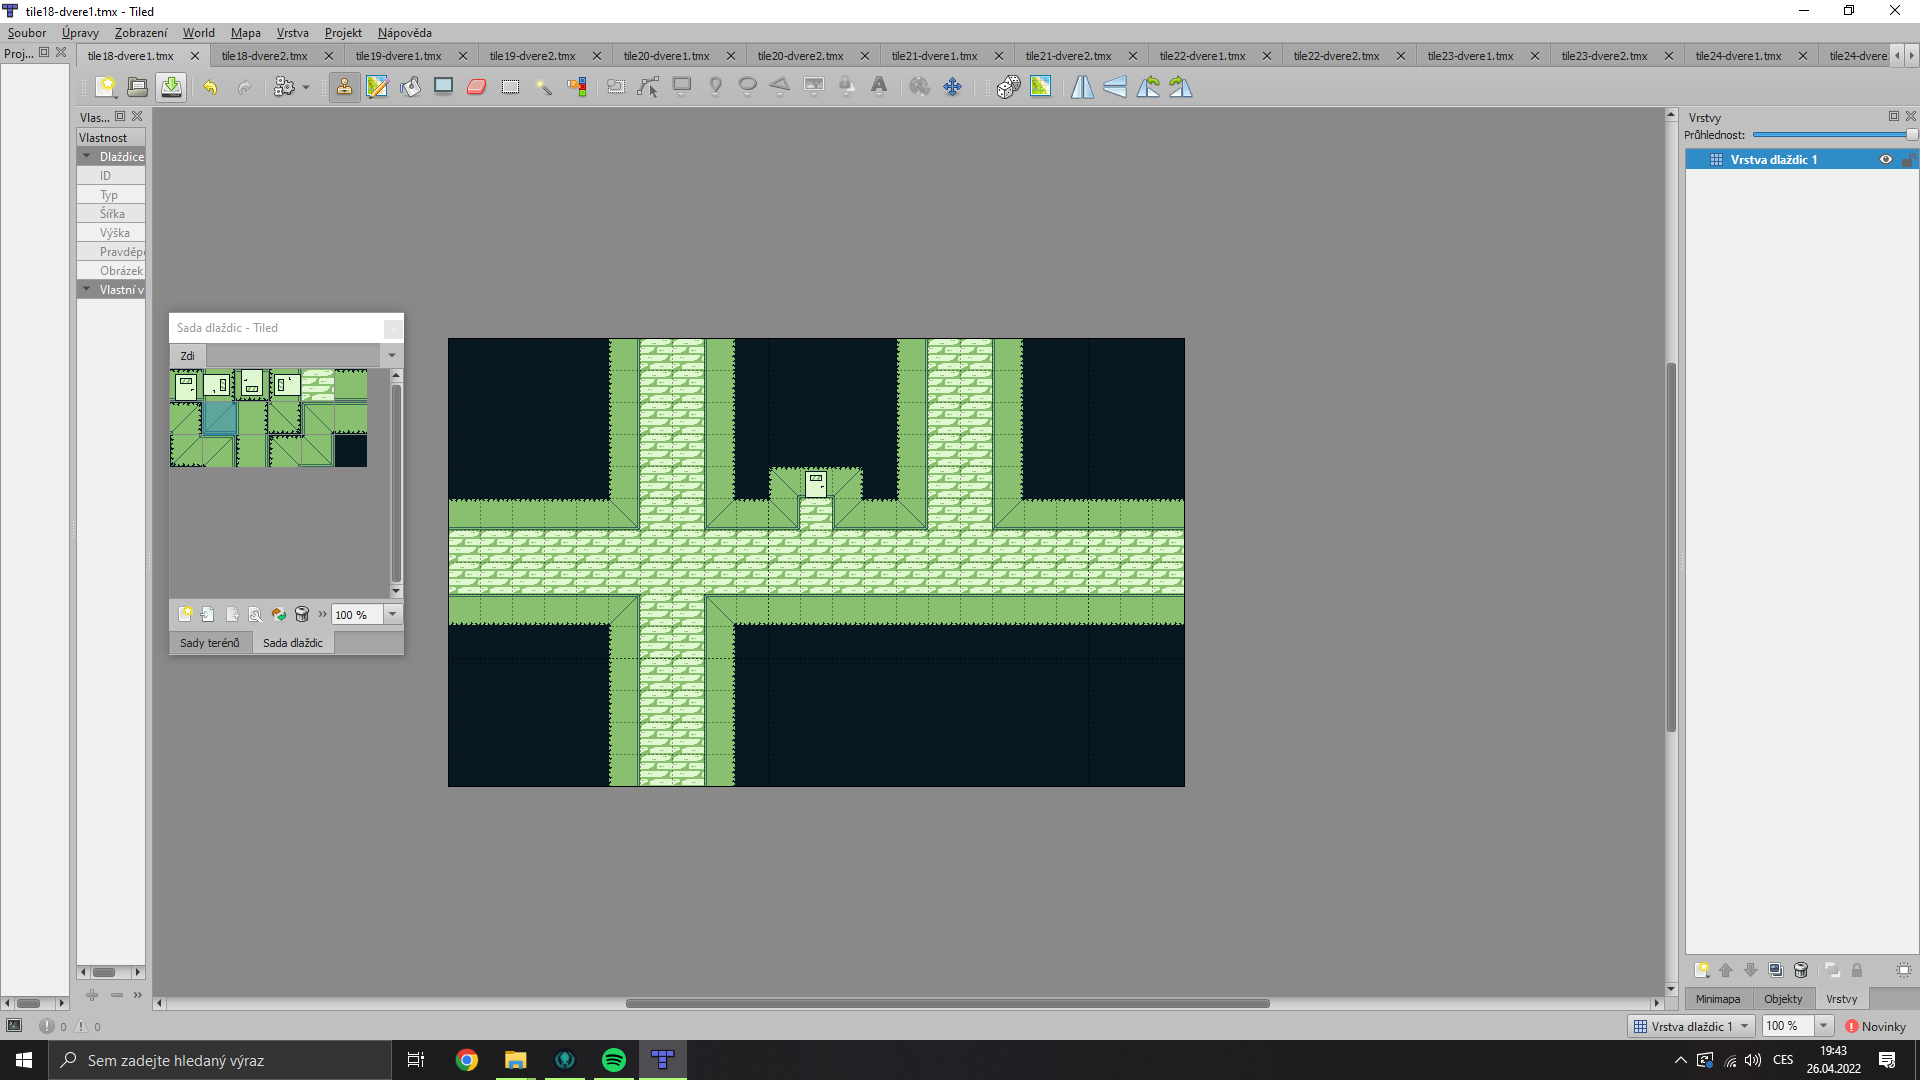 tile18-dvere1.tmx - Tiled
Soubor Úpravy Zobrazení World Mapa Vrstva Projekt Nápověda
Proj... tile18-dvere1.tmx tile18-dvere2.tmx tile19-dvere1.tmx tile19-dvere2.tmx tile20-dvere1.tmx tile20-dvere2.tmx tile21-dvere1.tmx tile21-dvere2.tmx tile22-dvere1.tmx tile22-dvere2.tmx tile23-dvere1.tmx tile23-dvere2.tmx tile24-dvere1.tmx tile24-dvere
Vlas...
Vlastnost
Dlaždice
ID
Typ
Šířka
Výška
Pravděpo
Obrázek
Vlastní v
Sada dlaždic - Tiled
Zdi
100 %
Sady terénů Sada dlaždic
Vrstvy
Průhlednost:
Vrstva dlaždic 1
Minimapa Objekty Vrstvy
0 0
Vrstva dlaždic 1 100 % Novinky
Sem zadejte hledaný výraz
CES
19:43
26.04.2022